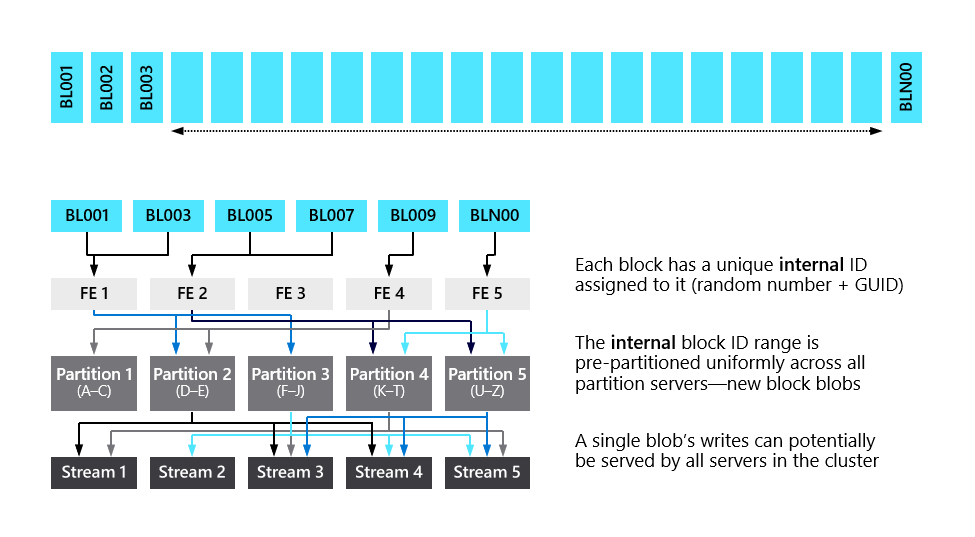 BL001
BL002
BL003
BLN00
BL001
BL003
BL005
BL007
BL009
BLN00
FE 1
FE 2
FE 3
FE 4
FE 5
Partition 1
(A–C)
Partition 2
(D–E)
Partition 3
(F–J)
Partition 4
(K–T)
Partition 5
(U–Z)
Stream 1
Stream 2
Stream 3
Stream 4
Stream 5
Each block has a unique internal ID
assigned to it (random number + GUID)
The internal block ID range is
pre-partitioned uniformly across all
partition servers—new block blobs
A single blob’s writes can potentially
be served by all servers in the cluster